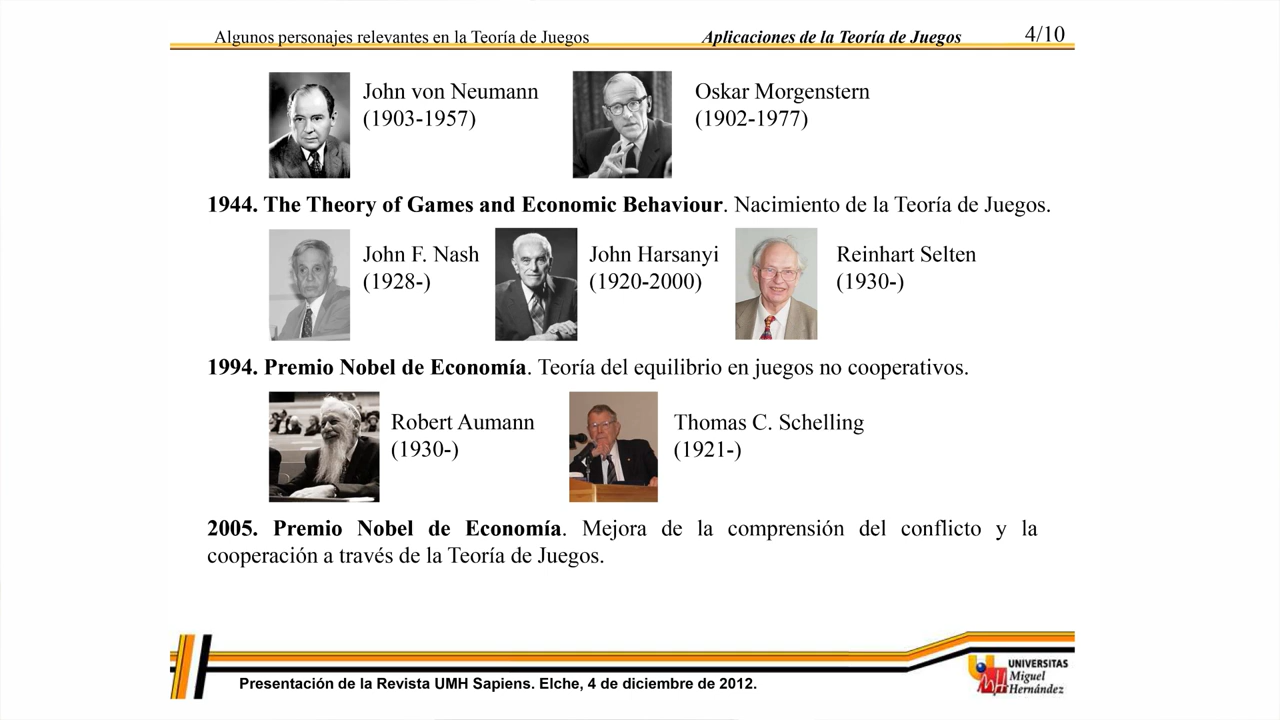 Algunos personajes relevantes en la Teoría de Juegos
Aplicaciones de la Teoría de Juegos
4/10
John von Neumann
(1903-1957)
Oskar Morgenstern
(1902-1977)
1944. The Theory of Games and Economic Behaviour. Nacimiento de la Teoría de Juegos.
John F. Nash
(1928-)
John Harsanyi
(1920-2000)
Reinhart Selten
(1930-)
1994. Premio Nobel de Economía. Teoría del equilibrio en juegos no cooperativos.
Robert Aumann
(1930-)
Thomas C. Schelling
(1921-)
2005. Premio Nobel de Economía. Mejora de la comprensión del conflicto y la
cooperación a través de la Teoría de Juegos.
Presentación de la Revista UMH Sapiens. Elche, 4 de diciembre de 2012.
UNIVERSITAS
Miguel
Hernández